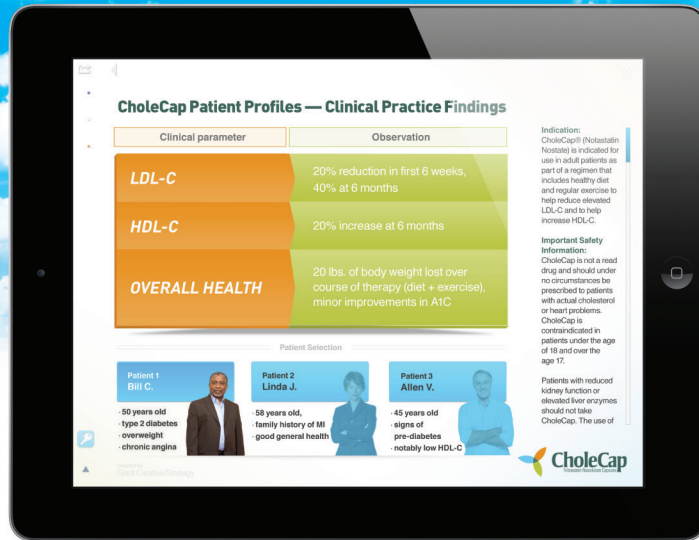 CholeCap Patient Profiles — Clinical Practice Findings
Clinical parameter
Observation
LDL-C
20% reduction in first 6 weeks,
40% at 6 months
HDL-C
20% increase at 6 months
OVERALL HEALTH
20 lbs. of body weight lost over
course of therapy (diet + exercise),
minor improvements in A1C
Patient Selection
Patient 1
Bill C.
· 50 years old
· type 2 diabetes
· overweight
· chronic angina
Patient 2
Linda J.
· 58 years old,
· family history of MI
· good general health
Patient 3
Allen V.
· 45 years old
· signs of
pre-diabetes
· notably low HDL-C
Indication:
CholeCap® (Notastatin
Nostate) is indicated for
use in adult patients as
part of a regimen that
includes healthy diet
and regular exercise to
help reduce elevated
LDL-C and to help
increase HDL-C.
Important Safety
Information:
CholeCap is not a read
drug and should under
no circumstances be
prescribed to patients
with actual cholesterol
or heart problems.
CholeCap is
contraindicated in
patients under the age
of 18 and over the
age 17.
Patients with reduced
kidney function or
elevated liver enzymes
should not take
CholeCap. The use of
Giant Creative/Strategy
CholeCap